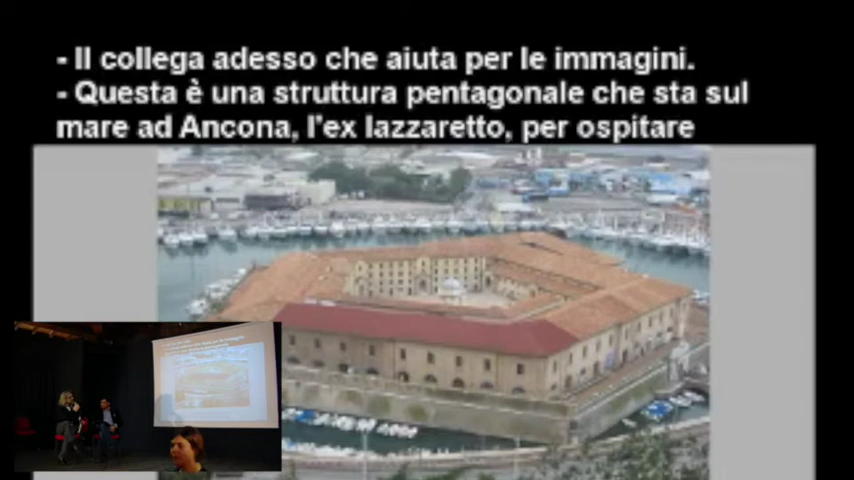 - Il collega adesso che aiuta per le immagini.
- Questa è una struttura pentagonale che sta sul
mare ad Ancona, l'ex lazzaretto, per ospitare